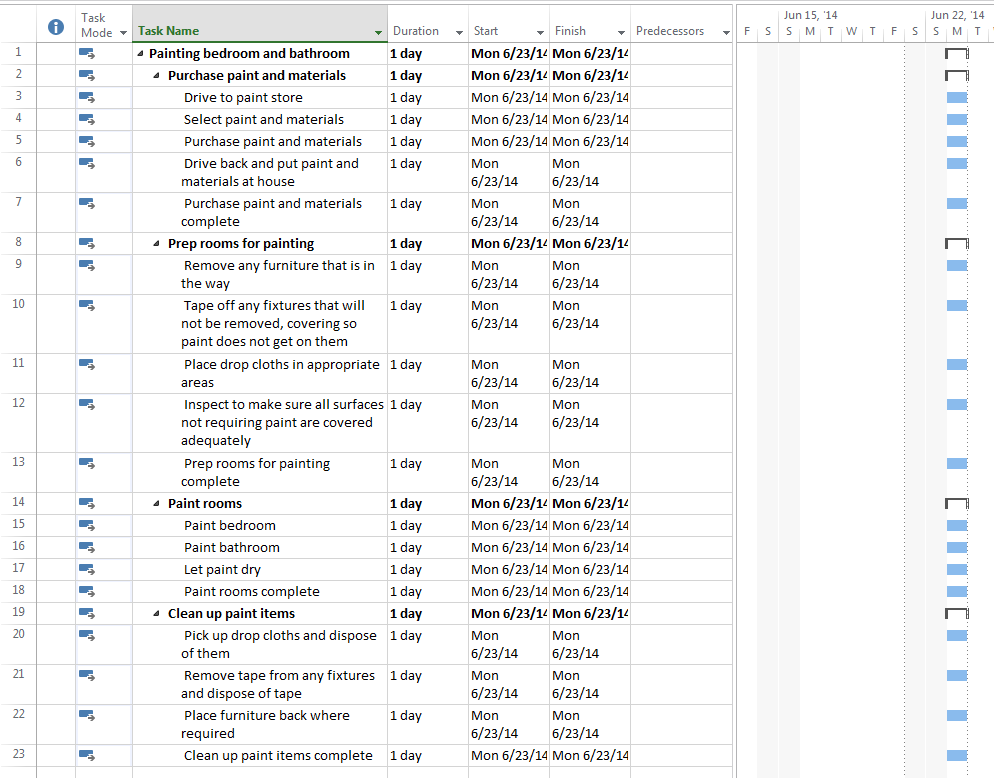 Task Mode Task Name Duration Start Finish Predecessors Jun 15, '14 Jun 22, '14
F S S M T W T F S S M T
1 Painting bedroom and bathroom 1 day Mon 6/23/14 Mon 6/23/14
2 Purchase paint and materials 1 day Mon 6/23/14 Mon 6/23/14
3 Drive to paint store 1 day Mon 6/23/14 Mon 6/23/14
4 Select paint and materials 1 day Mon 6/23/14 Mon 6/23/14
5 Purchase paint and materials 1 day Mon 6/23/14 Mon 6/23/14
6 Drive back and put paint and 1 day Mon Mon
materials at house 6/23/14 6/23/14
7 Purchase paint and materials 1 day Mon Mon
complete 6/23/14 6/23/14
8 Prep rooms for painting 1 day Mon 6/23/14 Mon 6/23/14
9 Remove any furniture that is in 1 day Mon Mon
the way 6/23/14 6/23/14
10 Tape off any fixtures that will 1 day Mon Mon
not be removed, covering so 6/23/14 6/23/14
paint does not get on them
11 Place drop cloths in appropriate 1 day Mon Mon
areas 6/23/14 6/23/14
12 Inspect to make sure all surfaces 1 day Mon Mon
not requiring paint are covered 6/23/14 6/23/14
adequately
13 Prep rooms for painting 1 day Mon Mon
complete 6/23/14 6/23/14
14 Paint rooms 1 day Mon 6/23/14 Mon 6/23/14
15 Paint bedroom 1 day Mon 6/23/14 Mon 6/23/14
16 Paint bathroom 1 day Mon 6/23/14 Mon 6/23/14
17 Let paint dry 1 day Mon 6/23/14 Mon 6/23/14
18 Paint rooms complete 1 day Mon 6/23/14 Mon 6/23/14
19 Clean up paint items 1 day Mon 6/23/14 Mon 6/23/14
20 Pick up drop cloths and dispose 1 day Mon Mon
of them 6/23/14 6/23/14
21 Remove tape from any fixtures 1 day Mon Mon
and dispose of tape 6/23/14 6/23/14
22 Place furniture back where 1 day Mon Mon
required 6/23/14 6/23/14
23 Clean up paint items complete 1 day Mon 6/23/14 Mon 6/23/14